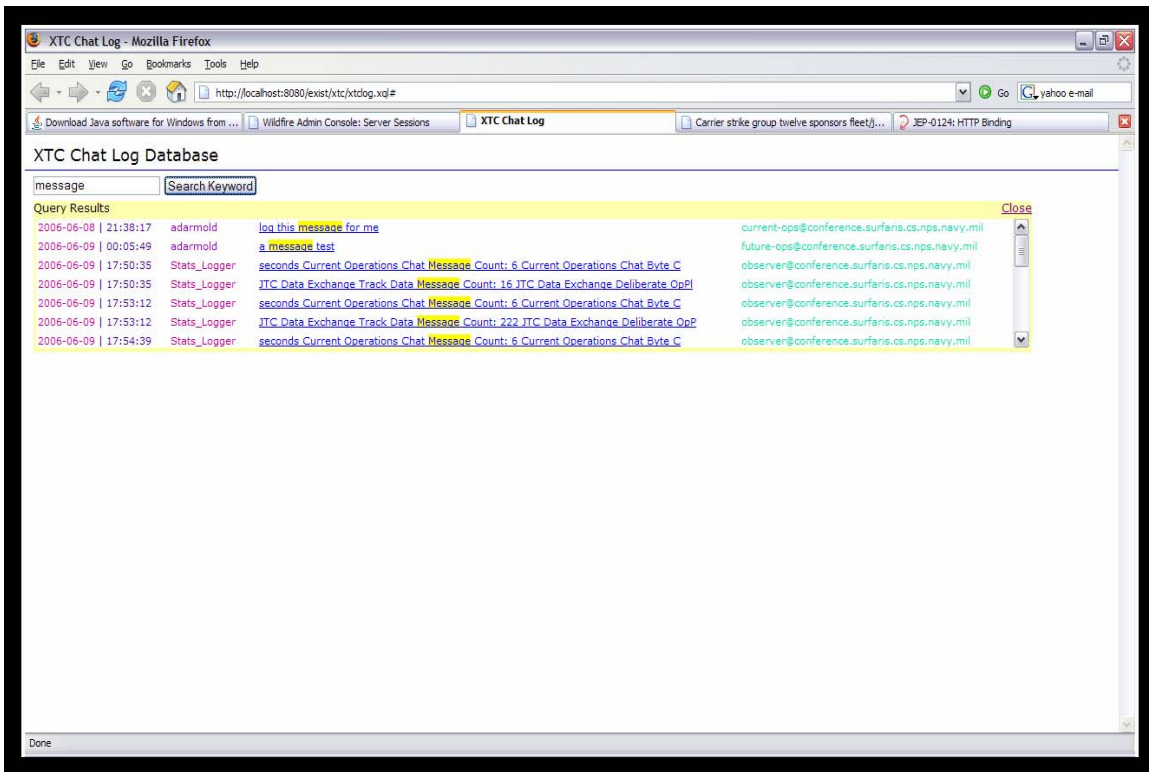 XTC Chat Log - Mozilla Firefox
File Edit View Go Bookmarks Tools Help
http://localhost:8080/exist/xtc/xtclog.xql# Go yahoo e-mail
Download Java software for Windows from ... Wildfire Admin Console: Server Sessions XTC Chat Log Carrier strike group twelve sponsors fleet/j... JEP-0124: HTTP Binding
XTC Chat Log Database
message Search Keyword
Query Results Close
2006-06-08 | 21:38:17 adarmold log this message for me current-ops@conference.surfaris.cs.nps.navy.mil
2006-06-09 | 00:05:49 adarmold a message test future-ops@conference.surfaris.cs.nps.navy.mil
2006-06-09 | 17:50:35 Stats_Logger seconds Current Operations Chat Message Count: 6 Current Operations Chat Byte C observer@conference.surfaris.cs.nps.navy.mil
2006-06-09 | 17:50:35 Stats_Logger JTC Data Exchange Track Data Message Count: 16 JTC Data Exchange Deliberate OpPl observer@conference.surfaris.cs.nps.navy.mil
2006-06-09 | 17:53:12 Stats_Logger seconds Current Operations Chat Message Count: 6 Current Operations Chat Byte C observer@conference.surfaris.cs.nps.navy.mil
2006-06-09 | 17:53:12 Stats_Logger JTC Data Exchange Track Data Message Count: 222 JTC Data Exchange Deliberate OpP observer@conference.surfaris.cs.nps.navy.mil
2006-06-09 | 17:54:39 Stats_Logger seconds Current Operations Chat Message Count: 6 Current Operations Chat Byte C observer@conference.surfaris.cs.nps.navy.mil
Done